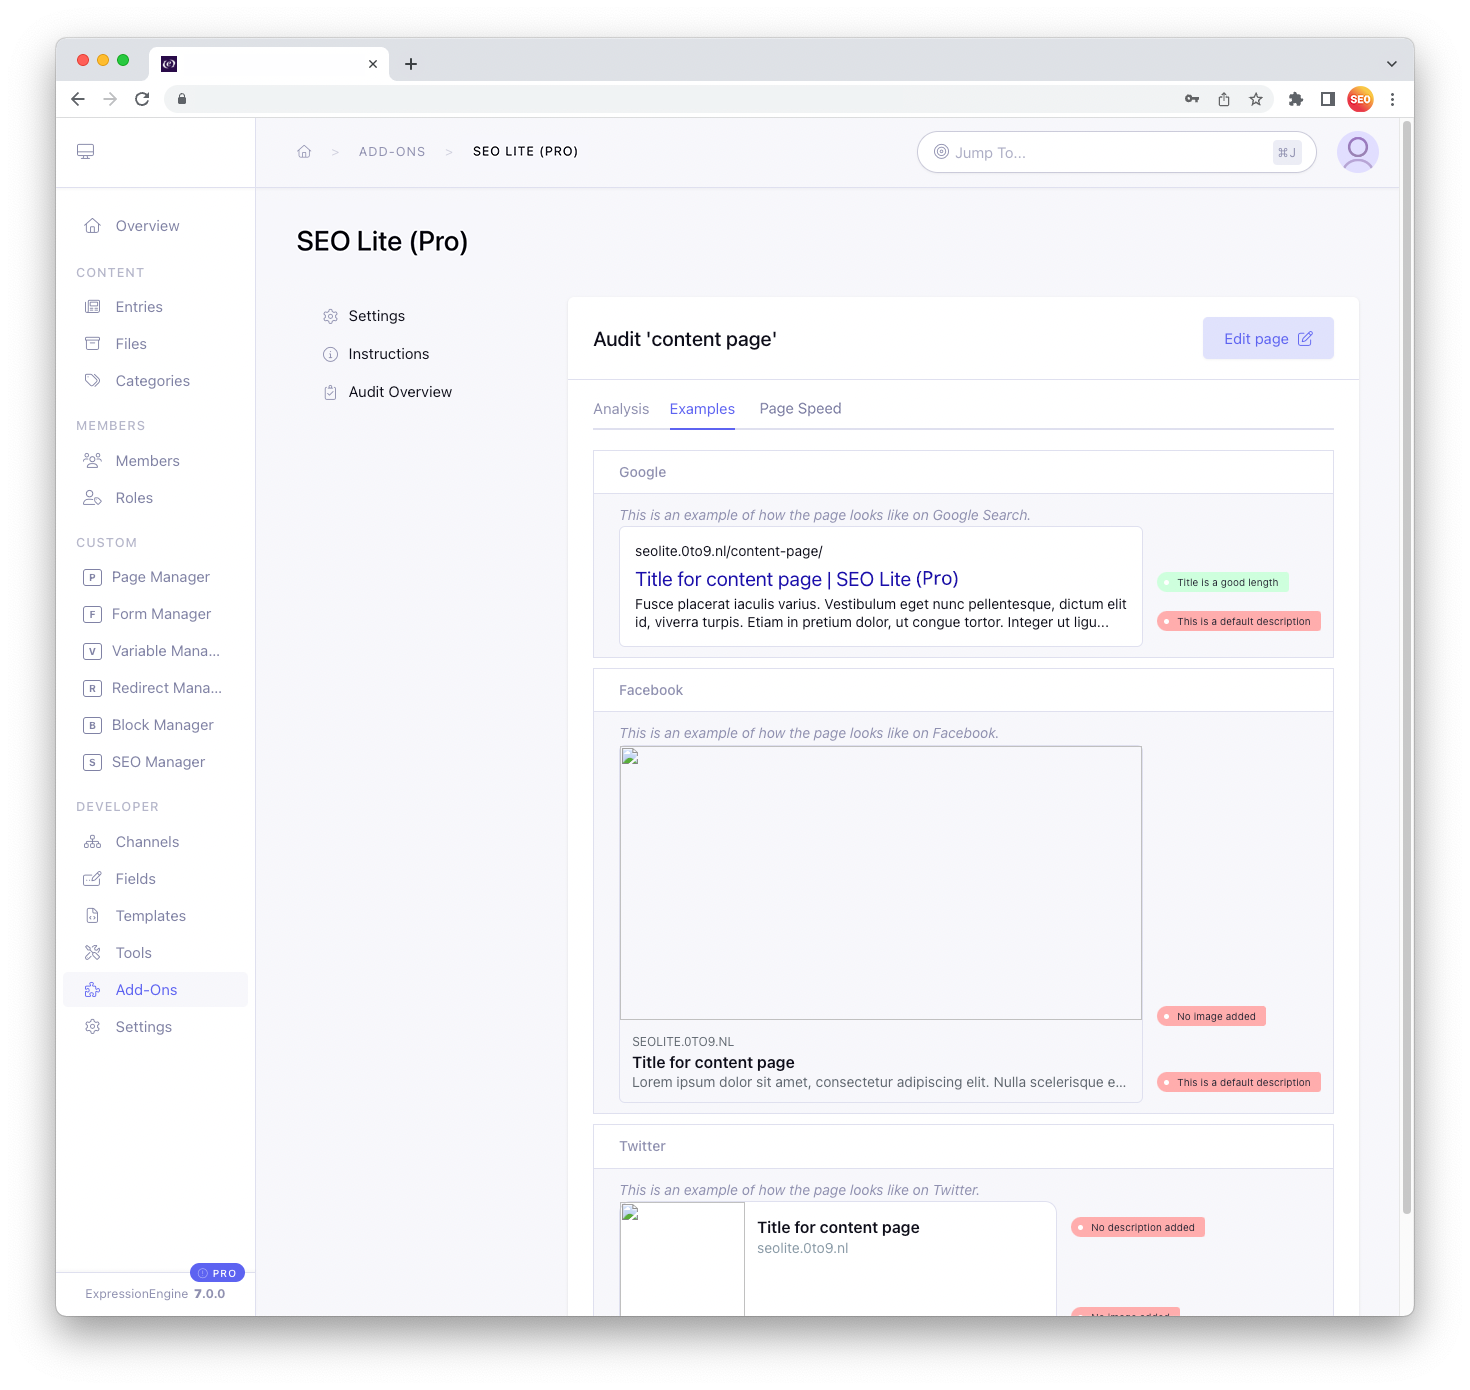 SEO
> ADD-ONS > SEO LITE (PRO)
Jump To... ⌘J
Overview
CONTENT
Entries
Files
Categories
MEMBERS
Members
Roles
CUSTOM
P Page Manager
F Form Manager
V Variable Mana...
R Redirect Mana...
B Block Manager
S SEO Manager
DEVELOPER
Channels
Fields
Templates
Tools
Add-Ons
Settings
PRO
ExpressionEngine 7.0.0
SEO Lite (Pro)
Settings
Instructions
Audit Overview
Audit 'content page'
Edit page
Analysis Examples Page Speed
Google
This is an example of how the page looks like on Google Search.
seolite.0to9.nl/content-page/
Title for content page | SEO Lite (Pro)
Fusce placerat iaculis varius. Vestibulum eget nunc pellentesque, dictum elit
id, viverra turpis. Etiam in pretium dolor, ut congue tortor. Integer ut ligu...
Title is a good length
This is a default description
Facebook
This is an example of how the page looks like on Facebook.
No image added
SEOLITE.0TO9.NL
Title for content page
Lorem ipsum dolor sit amet, consectetur adipiscing elit. Nulla scelerisque e...
This is a default description
Twitter
This is an example of how the page looks like on Twitter.
Title for content page
seolite.0to9.nl
No description added
No image added